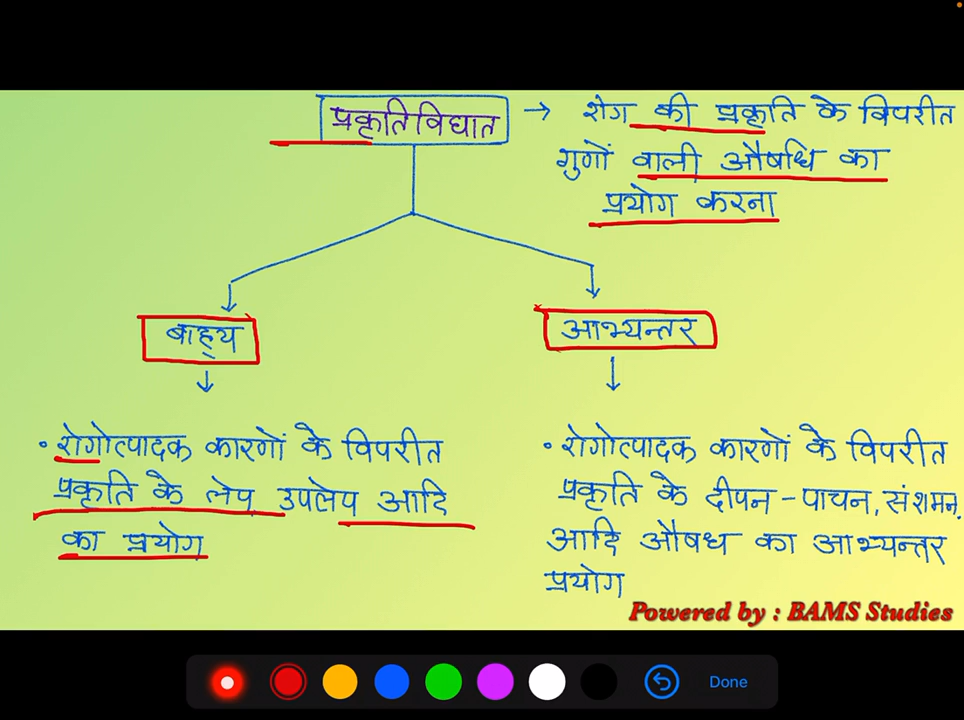 प्रकृतिविघात → रोग की प्रकृति के विपरीत
गुणों वाली औषधि का
प्रयोग करना
बाह्य
आभ्यन्तर
• रोगोत्पादक कारणों के विपरीत
प्रकृति के लेप, उपलेप आदि
का प्रयोग
• रोगोत्पादक कारणों के विपरीत
प्रकृति के दीपन - पाचन, संशमन,
आदि औषध का आभ्यन्तर
प्रयोग
Powered by : BAMS Studies
Done